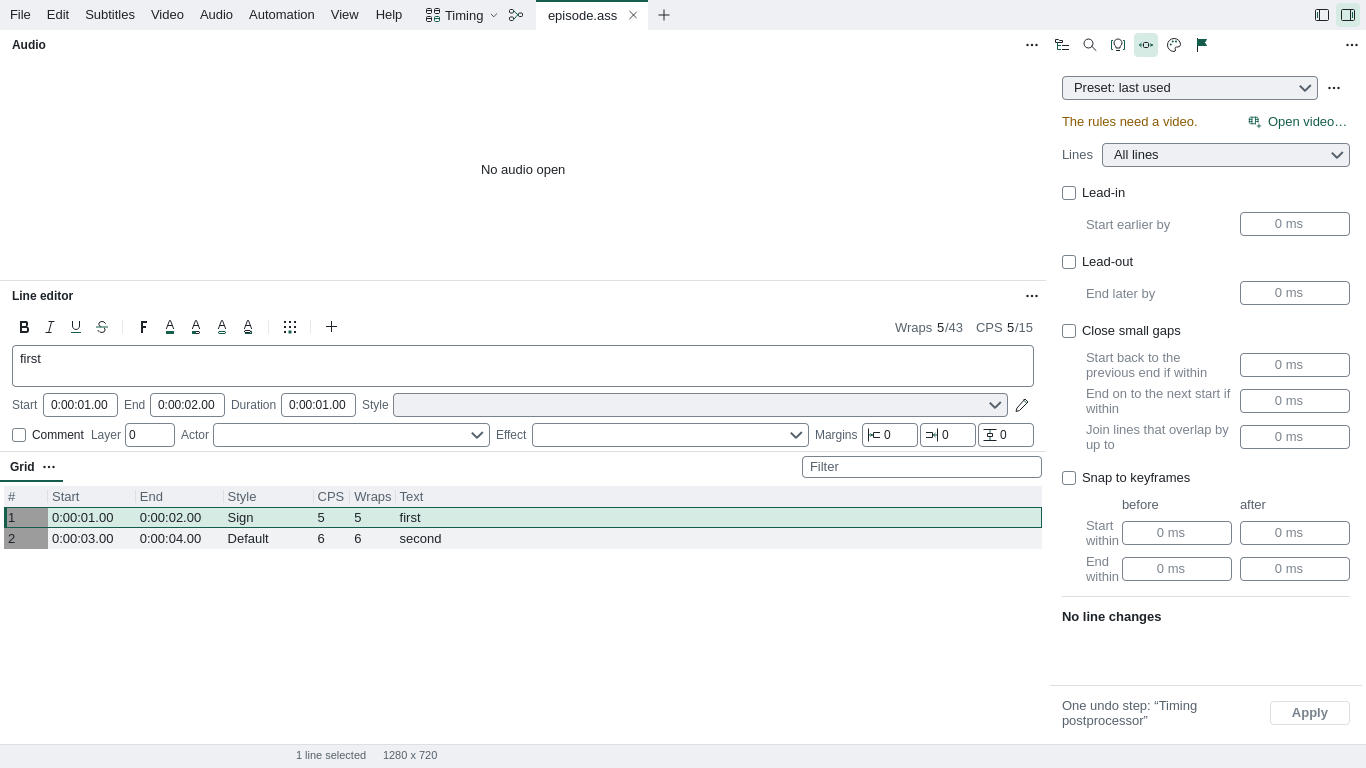 File Edit Subtitles Video Audio Automation View Help Timing episode.ass
Audio
No audio open
Line editor
B I U S F A A A A Wraps 5/43 CPS 5/15
first
Start 0:00:01.00 End 0:00:02.00 Duration 0:00:01.00 Style
Comment Layer 0 Actor Effect Margins 0 0 0
Grid Filter
# Start End Style CPS Wraps Text
1 0:00:01.00 0:00:02.00 Sign 5 5 first
2 0:00:03.00 0:00:04.00 Default 6 6 second
Preset: last used
The rules need a video. Open video…
Lines All lines
Lead-in
Start earlier by 0 ms
Lead-out
End later by 0 ms
Close small gaps
Start back to the
previous end if within 0 ms
End on to the next start if
within 0 ms
Join lines that overlap by
up to 0 ms
Snap to keyframes
before after
Start
within 0 ms 0 ms
End
within 0 ms 0 ms
No line changes
One undo step: “Timing
postprocessor” Apply
1 line selected 1280 x 720